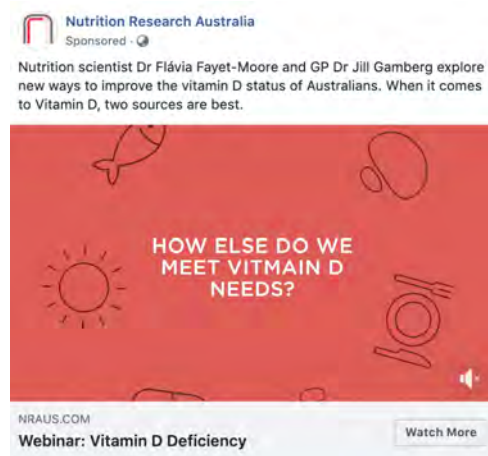 Nutrition Research Australia
Sponsored ·
Nutrition scientist Dr Flávia Fayet-Moore and GP Dr Jill Gamberg explore
new ways to improve the vitamin D status of Australians. When it comes
to Vitamin D, two sources are best.
HOW ELSE DO WE
MEET VITMAIN D
NEEDS?
NRAUS.COM
Webinar: Vitamin D Deficiency
Watch More